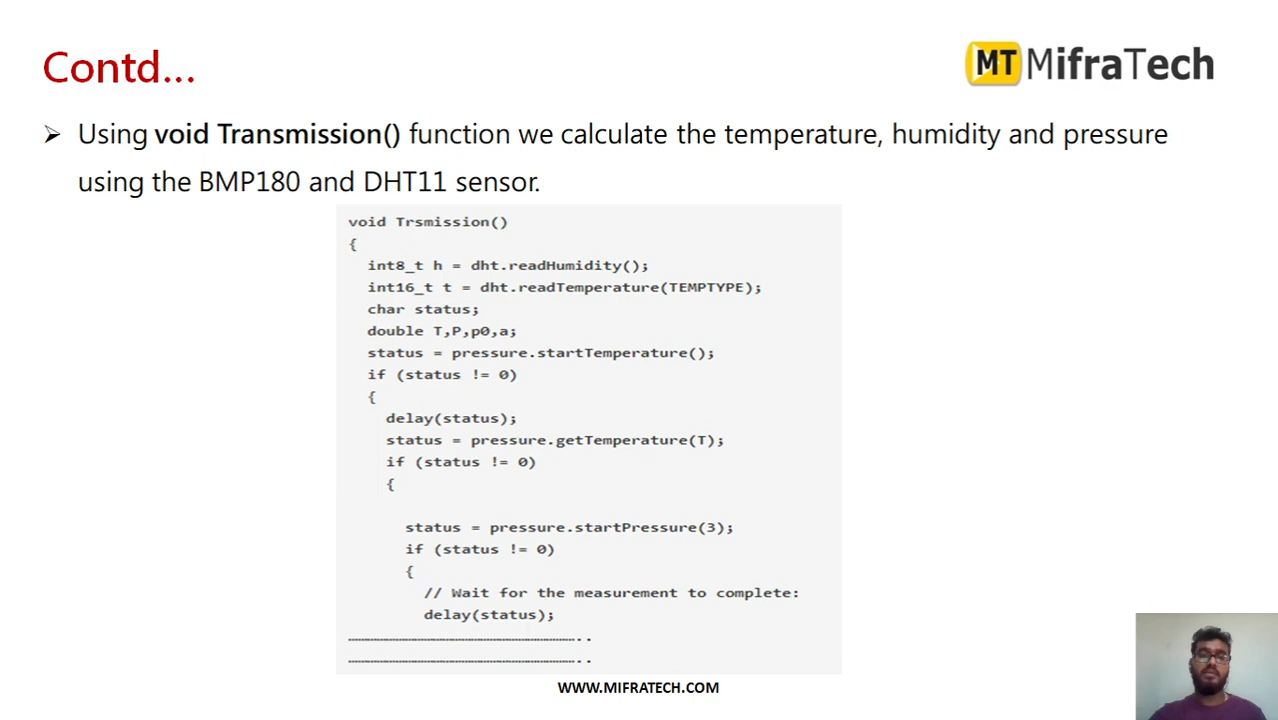 Contd...
MT MifraTech
➢ Using void Transmission() function we calculate the temperature, humidity and pressure
using the BMP180 and DHT11 sensor.
void Trsmission()
{
int8_t h = dht.readHumidity();
int16_t t = dht.readTemperature(TEMPTYPE);
char status;
double T,P,p0,a;
status = pressure.startTemperature();
if (status != 0)
{
delay(status);
status = pressure.getTemperature(T);
if (status != 0)
{
status = pressure.startPressure(3);
if (status != 0)
{
// Wait for the measurement to complete:
delay(status);
……………………………………………………………..
……………………………………………………………..
WWW.MIFRATECH.COM